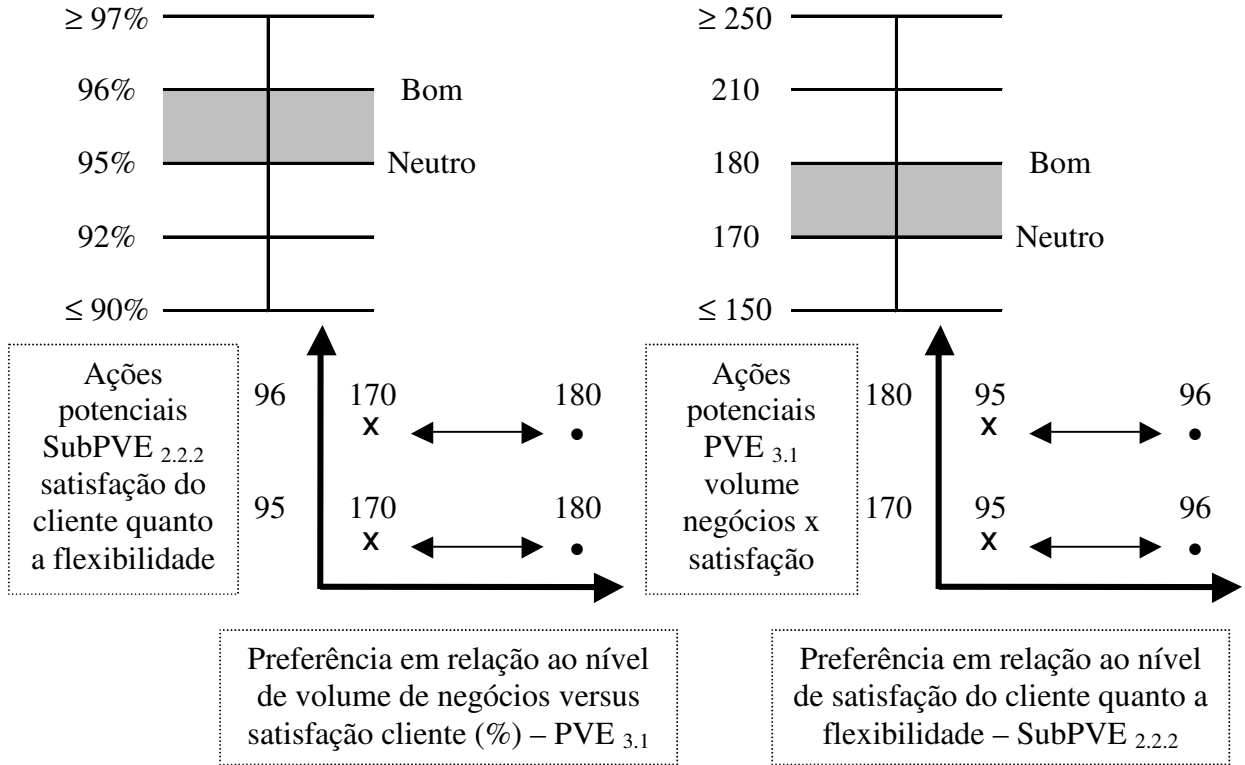 ≥ 97%
96%
Bom
95%
Neutro
92%
≤ 90%
≥ 250
210
180
Bom
170
Neutro
≤ 150
Ações
potenciais
SubPVE 2.2.2
satisfação do
cliente quanto
a flexibilidade
96
170
180
x
95
170
180
x
Preferência em relação ao nível
de volume de negócios versus
satisfação cliente (%) – PVE 3.1
Ações
potenciais
PVE 3.1
volume
negócios x
satisfação
180
95
96
x
170
95
96
x
Preferência em relação ao nível
de satisfação do cliente quanto a
flexibilidade – SubPVE 2.2.2